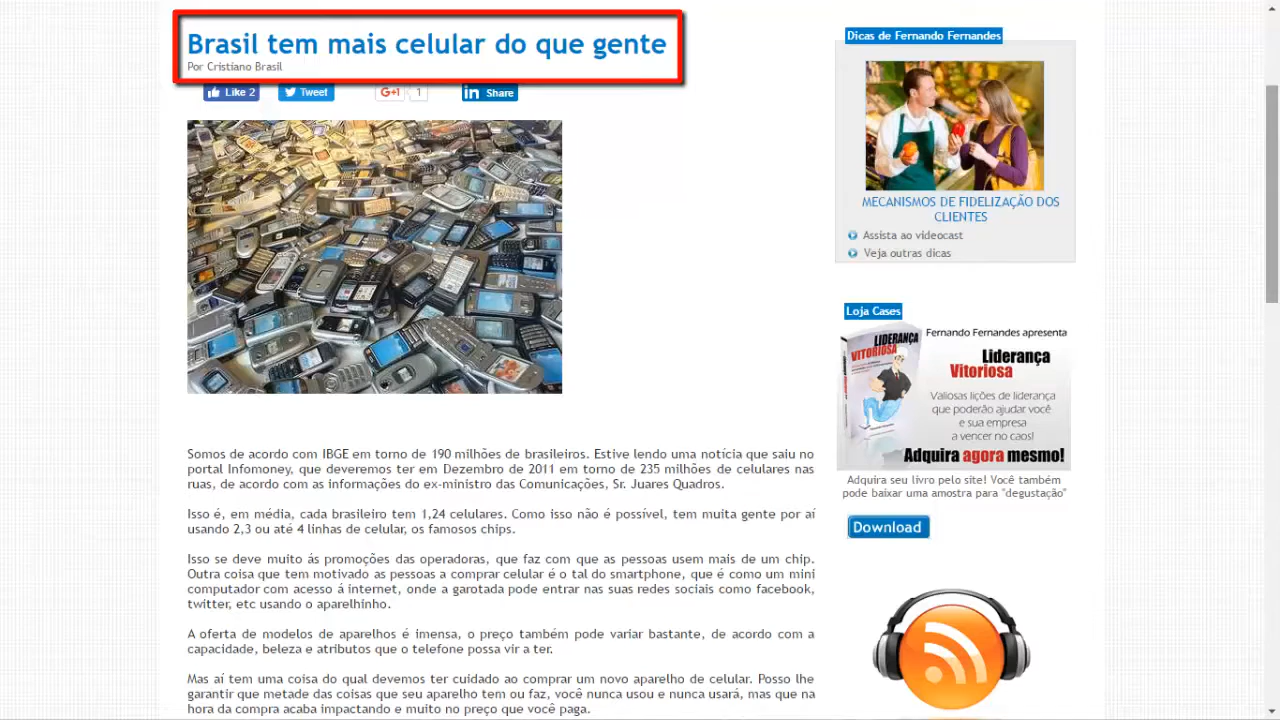 Brasil tem mais celular do que gente
Por Cristiano Brasil
Like 2
Tweet
G+1
1
in Share
Somos de acordo com IBGE em torno de 190 milhões de brasileiros. Estive lendo uma notícia que saiu no
portal Infomoney, que deveremos ter em Dezembro de 2011 em torno de 235 milhões de celulares nas
ruas, de acordo com as informações do ex-ministro das Comunicações, Sr. Juares Quadros.
Isso é, em média, cada brasileiro tem 1,24 celulares. Como isso não é possível, tem muita gente por aí
usando 2,3 ou até 4 linhas de celular, os famosos chips.
Isso se deve muito ás promoções das operadoras, que faz com que as pessoas usem mais de um chip.
Outra coisa que tem motivado as pessoas a comprar celular é o tal do smartphone, que é como um mini
computador com acesso á internet, onde a garotada pode entrar nas suas redes sociais como facebook,
twitter, etc usando o aparelhinho.
A oferta de modelos de aparelhos é imensa, o preço também pode variar bastante, de acordo com a
capacidade, beleza e atributos que o telefone possa vir a ter.
Mas aí tem uma coisa do qual devemos ter cuidado ao comprar um novo aparelho de celular. Posso lhe
garantir que metade das coisas que seu aparelho tem ou faz, você nunca usou e nunca usará, mas que na
hora da compra acaba impactando e muito no preço que você paga.
Dicas de Fernando Fernandes
MECANISMOS DE FIDELIZAÇÃO DOS
CLIENTES
Assista ao videocast
Veja outras dicas
Loja Cases
Fernando Fernandes apresenta
LIDERANÇA
VITORIOSA
Liderança
Vitoriosa
Valiosas lições de liderança
que poderão ajudar você
e sua empresa
a vencer no caos!
Adquira agora mesmo!
Adquira seu livro pelo site! Você também
pode baixar uma amostra para "degustação"
Download